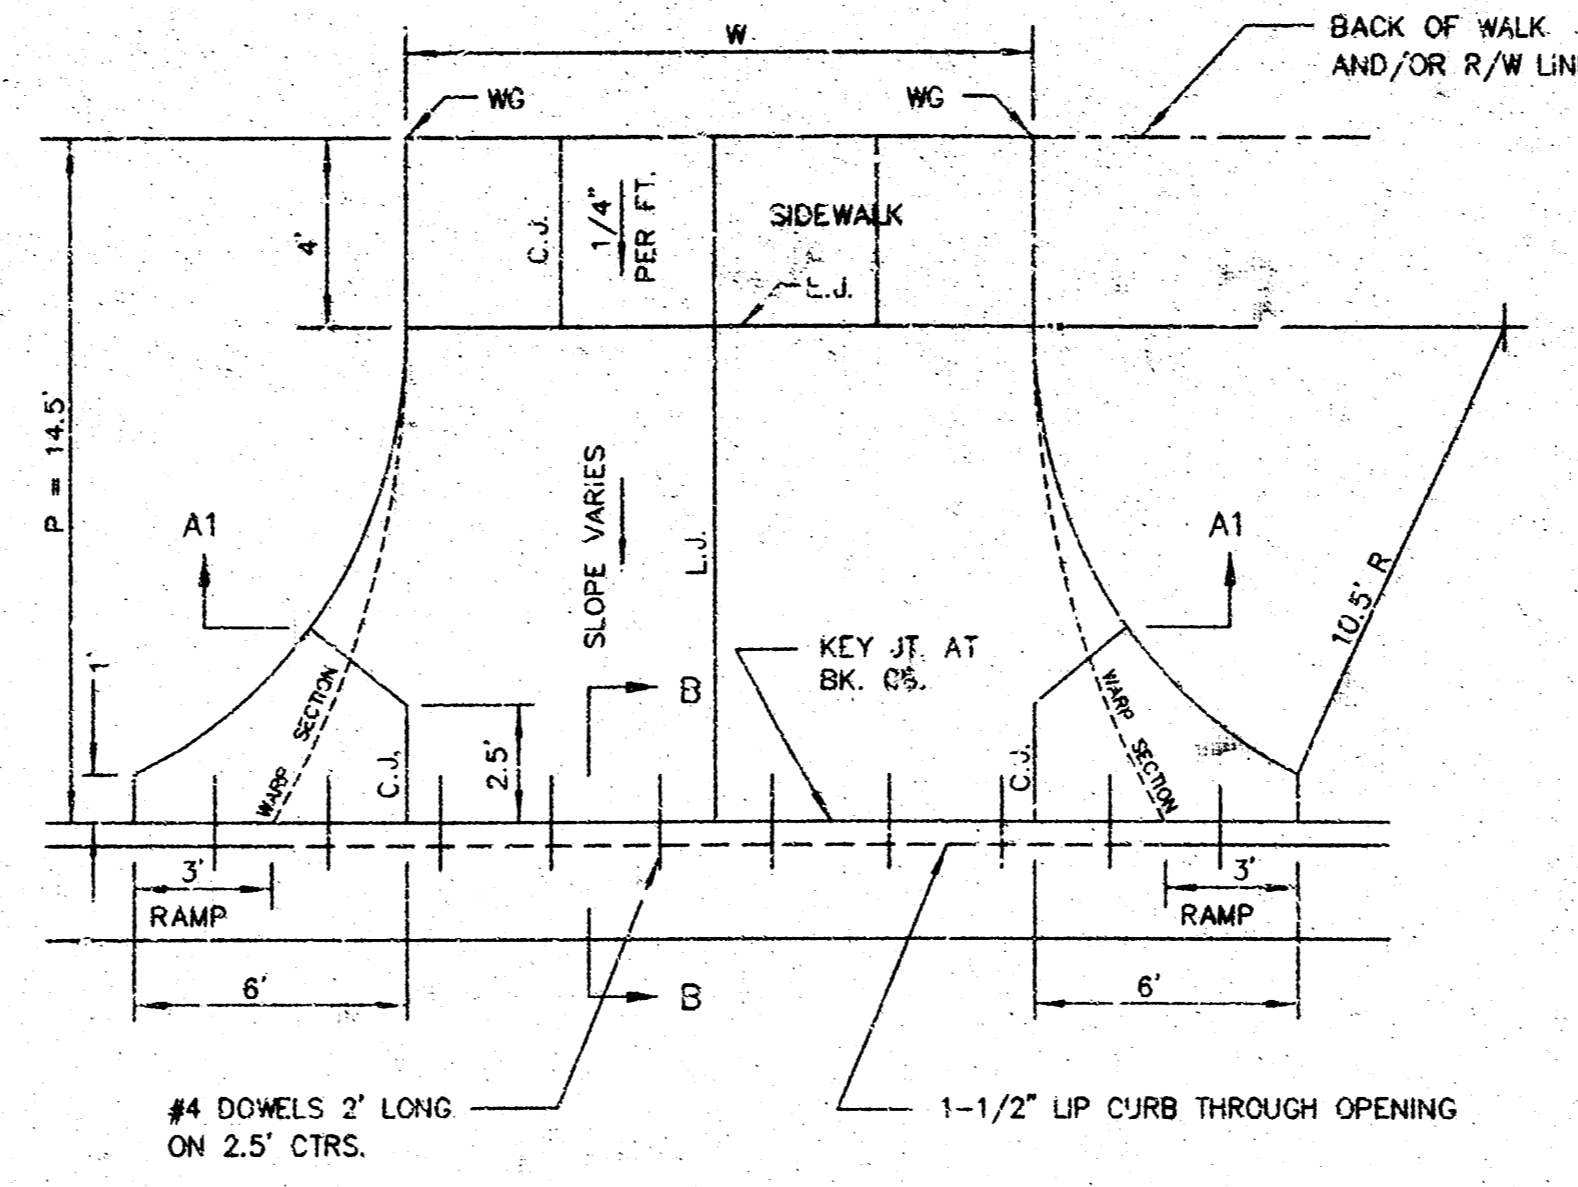 W
BACK OF WALK
AND/OR R/W LIN
WG
WG
4'
C.J.
1/4"
PER FT.
SIDEWALK
L.J.
P = 14.5'
A1
SLOPE VARIES
L.J.
A1
10.5' R
KEY JT. AT
BK.
1'
WARP SECTION
C.J.
2.5'
B
C.J.
WARP SECTION
3'
RAMP
3'
RAMP
6'
B
6'
#4 DOWELS 2' LONG
ON 2.5' CTRS.
1-1/2" LIP CURB THROUGH OPENING